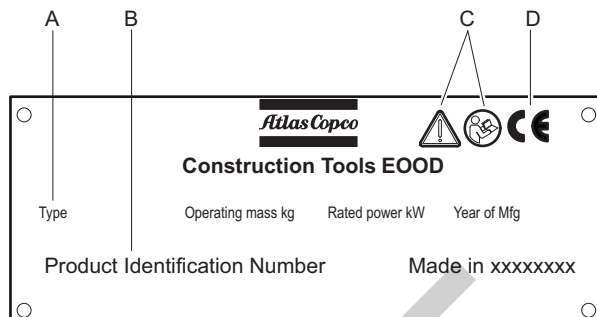 A B C D
Atlas Copco
CE
Construction Tools EOOD
Type Operating mass kg Rated power kW Year of Mfg
Product Identification Number Made in xxxxxxxx